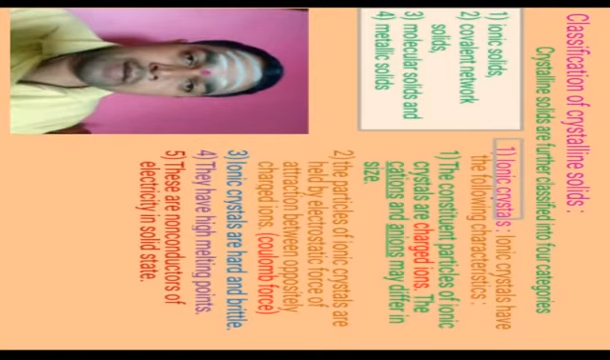 Classification of crystalline solids :
Crystalline solids are further classified into four categories
1) ionic solids,
2) covalent network
solids,
3) molecular solids and
4) metallic solids
1) Ionic crystals : Ionic crystals have
the following characteristics :
1)The constituent particles of ionic
crystals are charged ions. The
cations and anions may differ in
size.
2) the particles of ionic crystals are
held by electrostatic force of
attraction between oppositely
charged ions. (coulomb force)
3)Ionic crystals are hard and brittle.
4)They have high melting points.
5)These are nonconductors of
electricity in solid state.